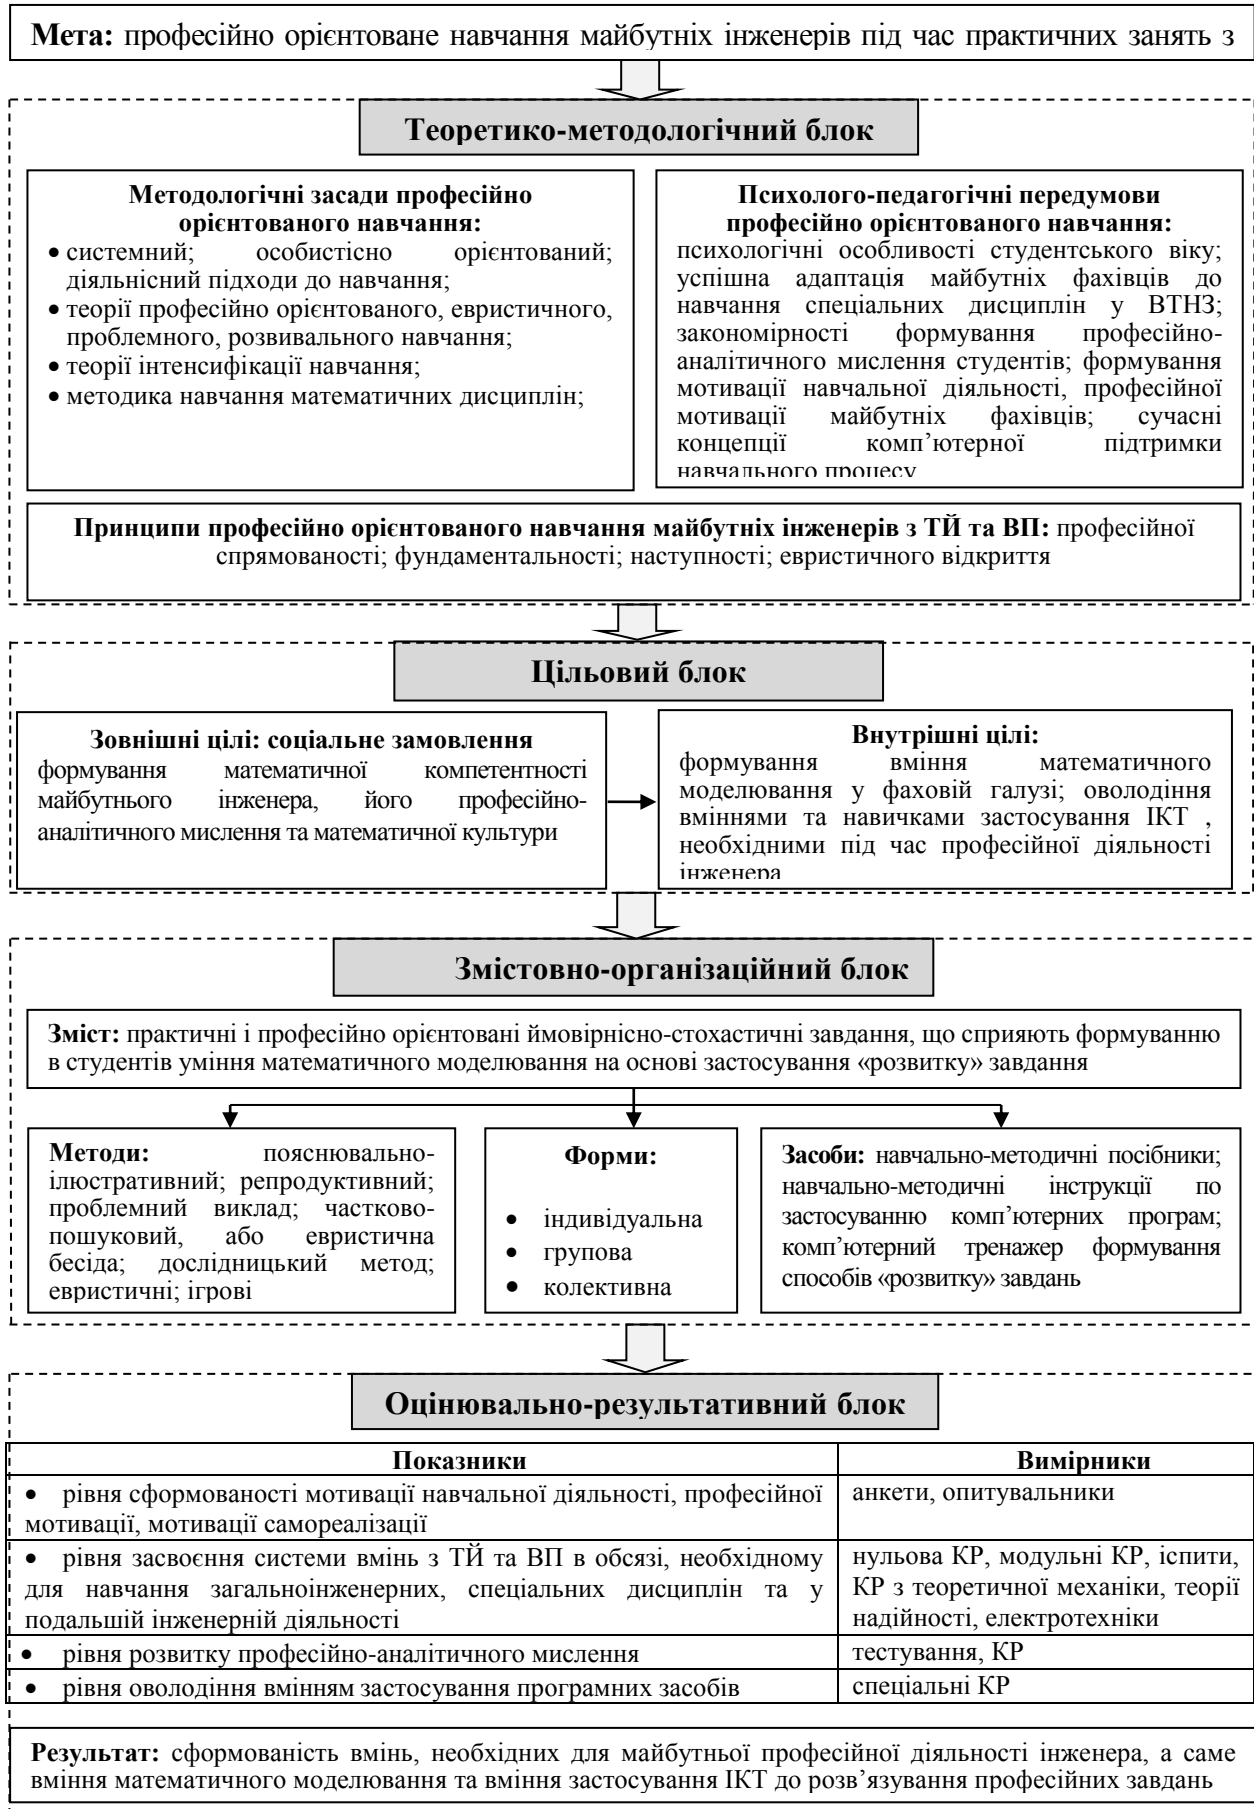 Мета: професійно орієнтоване навчання майбутніх інженерів під час практичних занять з
Теоретико-методологічний блок
Методологічні засади професійно
орієнтованого навчання:
• системний; особистісно орієнтований;
діяльнісний підходи до навчання;
• теорії професійно орієнтованого, евристичного,
проблемного, розвивального навчання;
• теорії інтенсифікації навчання;
• методика навчання математичних дисциплін;
Психолого-педагогічні передумови
професійно орієнтованого навчання:
психологічні особливості студентського віку;
успішна адаптація майбутніх фахівців до
навчання спеціальних дисциплін у ВТНЗ;
закономірності формування професійно-
аналітичного мислення студентів; формування
мотивації навчальної діяльності, професійної
мотивації майбутніх фахівців; сучасні
концепції комп’ютерної підтримки
навчального процесу
Принципи професійно орієнтованого навчання майбутніх інженерів з ТЙ та ВП: професійної
спрямованості; фундаментальності; наступності; евристичного відкриття
Цільовий блок
Зовнішні цілі: соціальне замовлення
формування математичної компетентності
майбутнього інженера, його професійно-
аналітичного мислення та математичної культури
Внутрішні цілі:
формування вміння математичного
моделювання у фаховій галузі; оволодіння
вміннями та навичками застосування ІКТ ,
необхідними під час професійної діяльності
інженера
Змістовно-організаційний блок
Зміст: практичні і професійно орієнтовані ймовірнісно-стохастичні завдання, що сприяють формуванню
в студентів уміння математичного моделювання на основі застосування «розвитку» завдання
Методи: пояснювально-
ілюстративний; репродуктивний;
проблемний виклад; частково-
пошуковий, або евристична
бесіда; дослідницький метод;
евристичні; ігрові
Форми:
• індивідуальна
• групова
• колективна
Засоби: навчально-методичні посібники;
навчально-методичні інструкції по
застосуванню комп’ютерних програм;
комп’ютерний тренажер формування
способів «розвитку» завдань
Оцінювально-результативний блок
Показники
Вимірники
• рівня сформованості мотивації навчальної діяльності, професійної
мотивації, мотивації самореалізації
анкети, опитувальники
• рівня засвоєння системи вмінь з ТЙ та ВП в обсязі, необхідному
для навчання загальноінженерних, спеціальних дисциплін та у
подальшій інженерній діяльності
нульова КР, модульні КР, іспити,
КР з теоретичної механіки, теорії
надійності, електротехніки
• рівня розвитку професійно-аналітичного мислення
тестування, КР
• рівня оволодіння вмінням застосування програмних засобів
спеціальні КР
Результат: сформованість вмінь, необхідних для майбутньої професійної діяльності інженера, а саме
вміння математичного моделювання та вміння застосування ІКТ до розв’язування професійних завдань